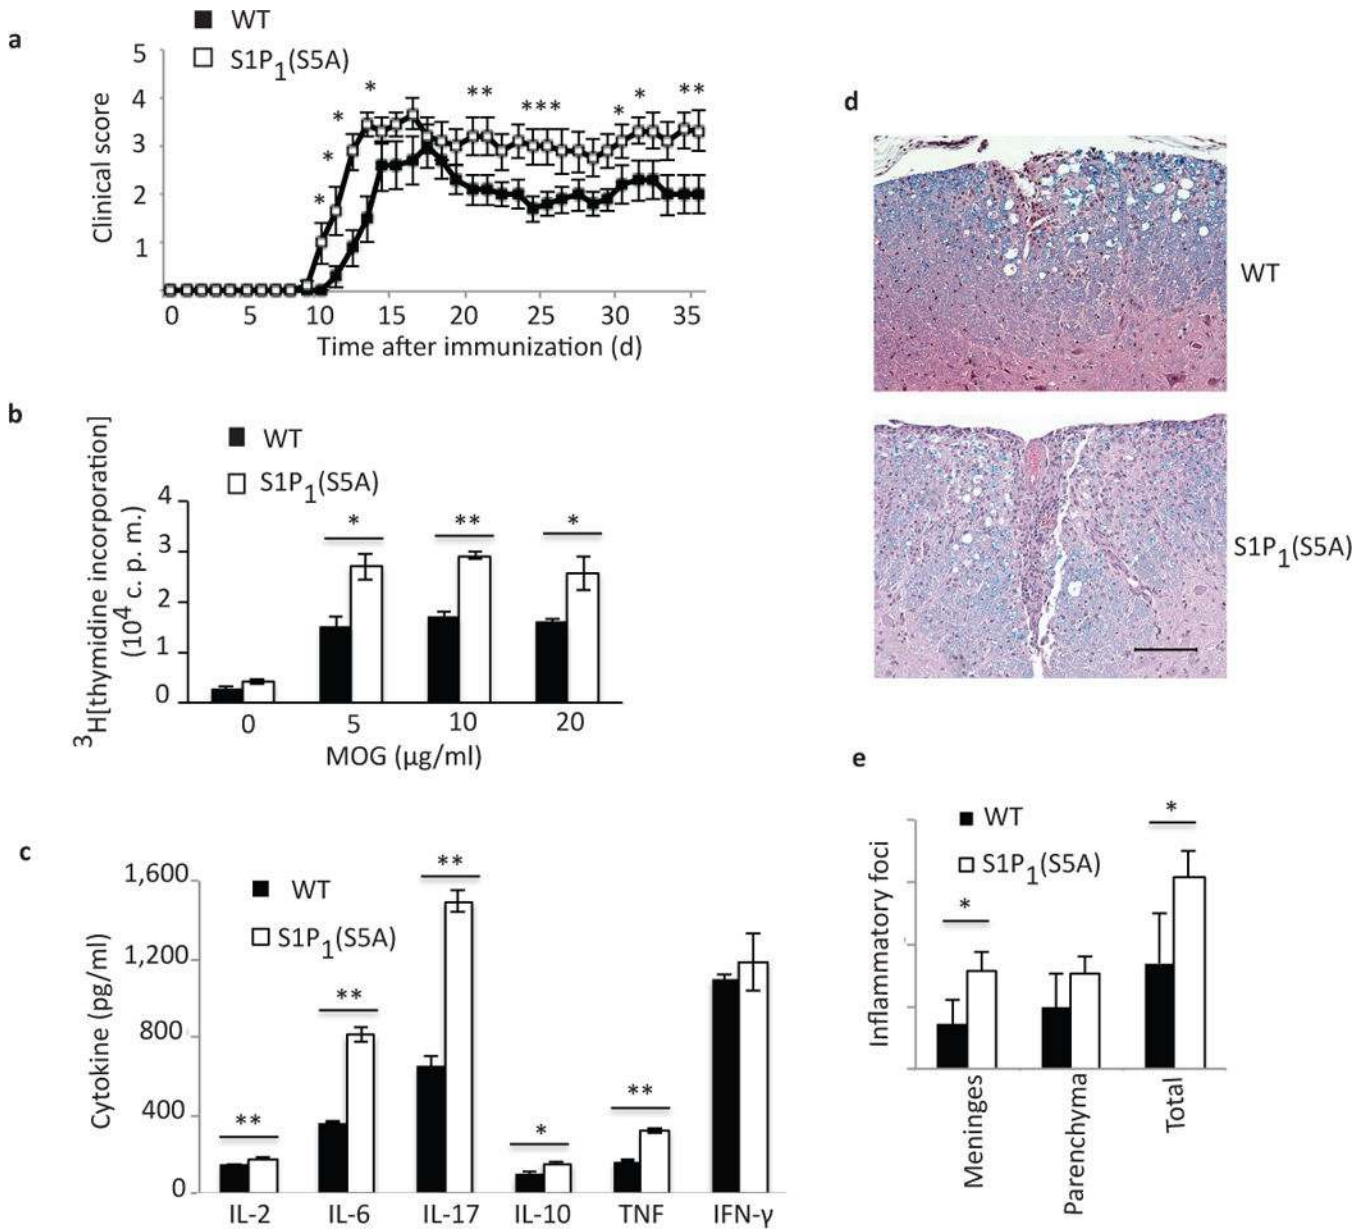 a
WT
S1P1(S5A)
5
4
3
2
1
Clinical score
* * * * ** *** * * **
0 5 10 15 20 25 30 35
Time after immunization (d)
b
WT
S1P1(S5A)
4
3
2
1
0
3H[thymidine incorporation]
(104 c. p. m.)
* ** *
0 5 10 20
MOG (µg/ml)
c
WT
S1P1(S5A)
1,600
1,200
800
400
0
Cytokine (pg/ml)
** ** ** * **
IL-2 IL-6 IL-17 IL-10 TNF IFN-γ
d
WT
S1P1(S5A)
e
WT
S1P1(S5A)
Inflammatory foci
* *
Meninges
Parenchyma
Total